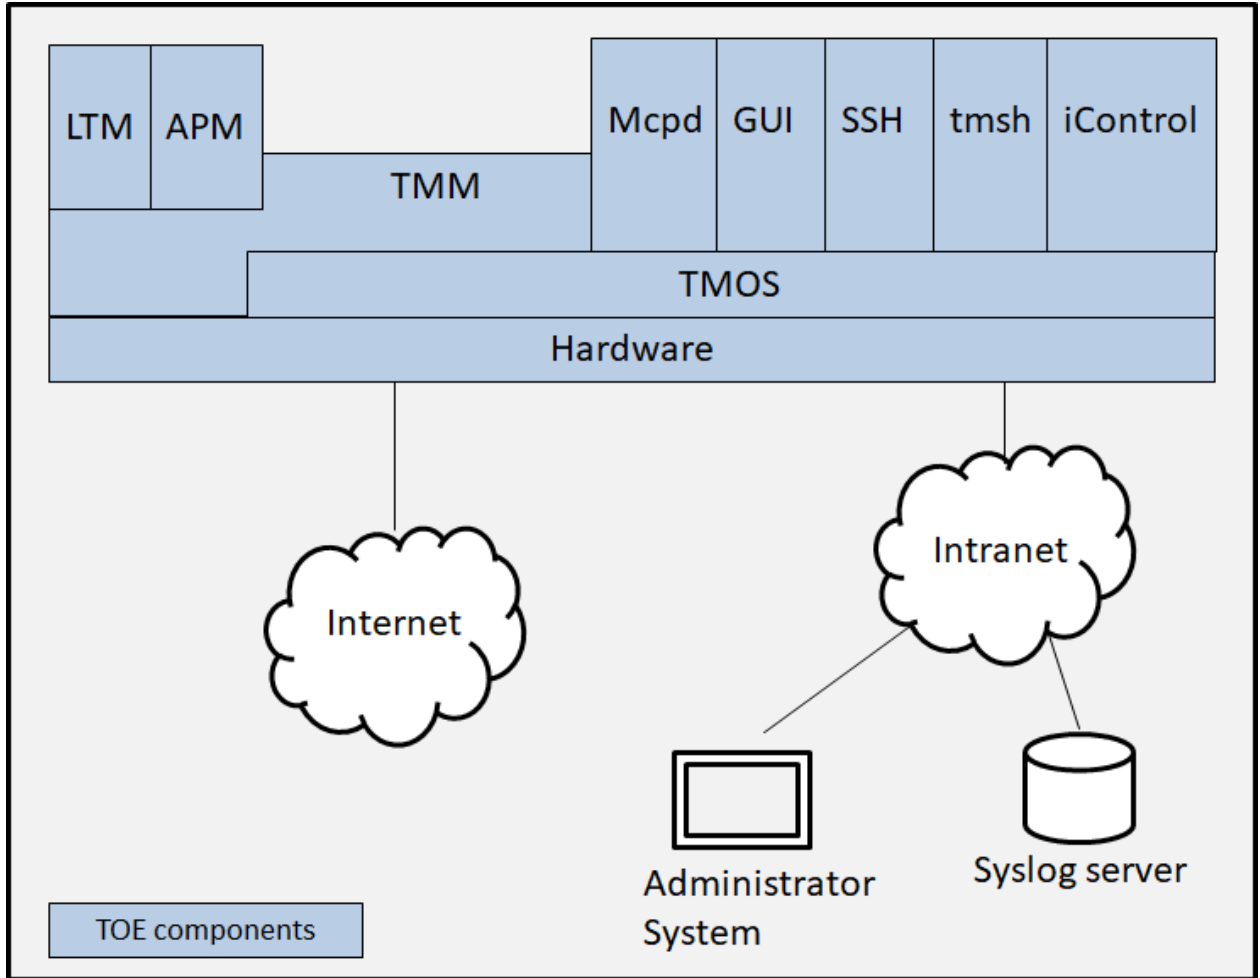 LTM
APM
TMM
Mcpd
GUI
SSH
tmsh
iControl
TMOS
Hardware
Internet
Intranet
Administrator
System
Syslog server
TOE components